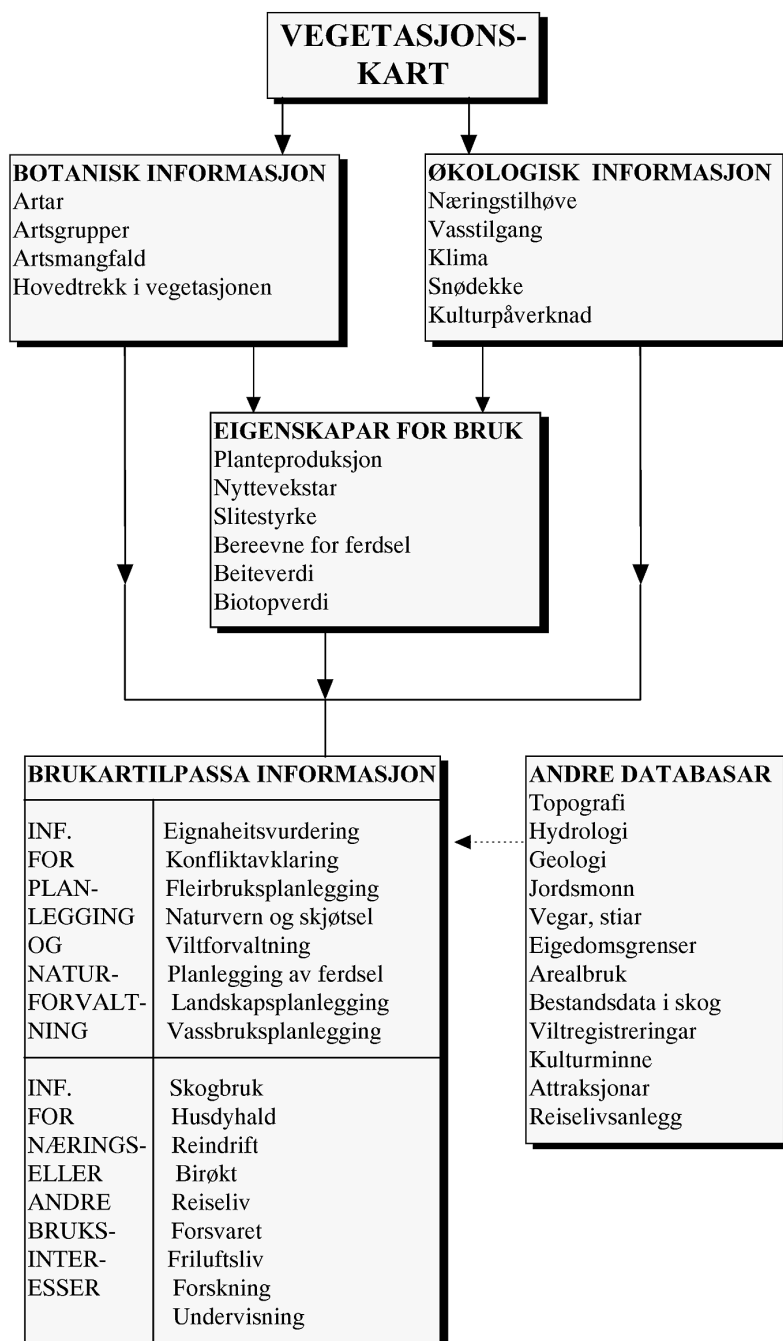 VEGETASJONS-
KART
BOTANISK INFORMASJON
Artar
Artsgrupper
Artsmangfald
Hovedtrekk i vegetasjonen
ØKOLOGISK INFORMASJON
Næringstilhøve
Vasstilgang
Klima
Snødekke
Kulturpåverknad
EIGENSKAPAR FOR BRUK
Planteproduksjon
Nyttevekstar
Slitestyrke
Bereevne for ferdsel
Beiteverdi
Biotopverdi
BRUKARTILPASSA INFORMASJON
INF. Eignaheitsvurdering
FOR Konfliktavklaring
PLAN- Fleirbruksplanlegging
LEGGING Naturvern og skjøtsel
OG Viltforvaltning
NATUR- Planlegging av ferdsel
FORVALT- Landskapsplanlegging
NING Vassbruksplanlegging
INF. Skogbruk
FOR Husdyhald
NÆRINGS- Reindrift
ELLER Birøkt
ANDRE Reiseliv
BRUKS- Forsvaret
INTER- Friluftsliv
ESSER Forskning
Undervisning
ANDRE DATABASAR
Topografi
Hydrologi
Geologi
Jordsmonn
Vegar, stiar
Eigedomsgrenser
Arealbruk
Bestandsdata i skog
Viltregistreringar
Kulturminne
Attraksjonar
Reiselivsanlegg